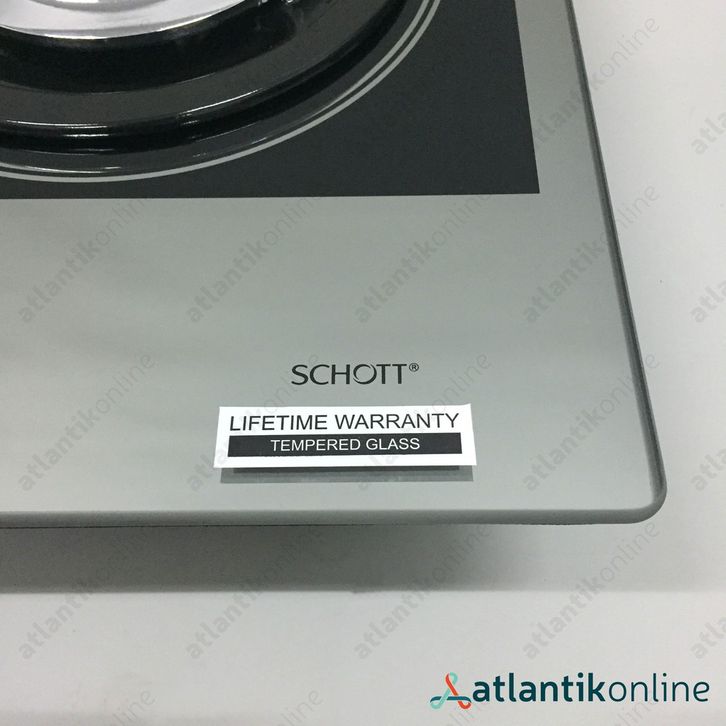 SCHOTT®
LIFETIME WARRANTY
TEMPERED GLASS
atlantikonline